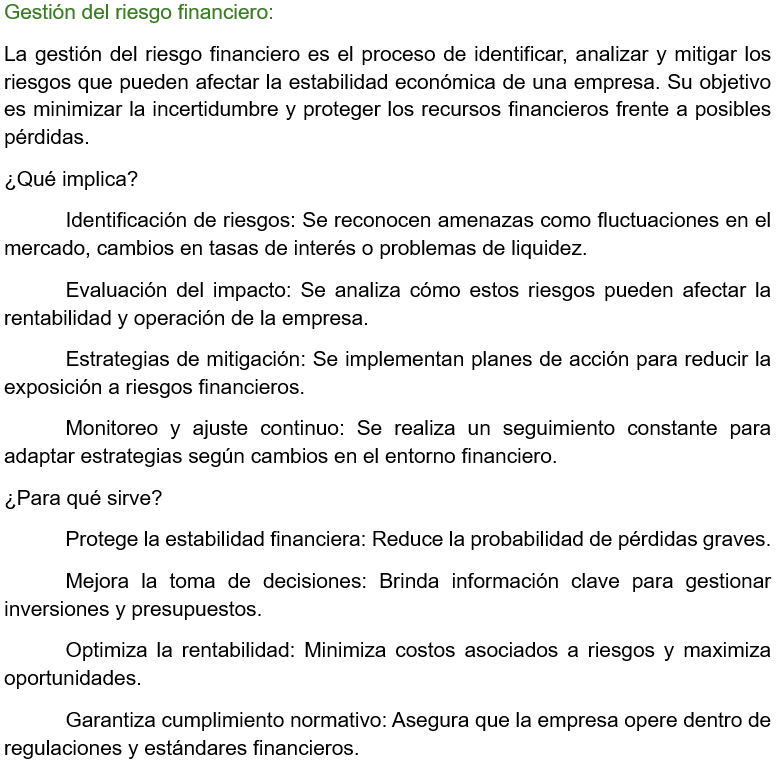 Gestión del riesgo financiero:
La gestión del riesgo financiero es el proceso de identificar, analizar y mitigar los
riesgos que pueden afectar la estabilidad económica de una empresa. Su objetivo
es minimizar la incertidumbre y proteger los recursos financieros frente a posibles
pérdidas.
¿Qué implica?
Identificación de riesgos: Se reconocen amenazas como fluctuaciones en el
mercado, cambios en tasas de interés o problemas de liquidez.
Evaluación del impacto: Se analiza cómo estos riesgos pueden afectar la
rentabilidad y operación de la empresa.
Estrategias de mitigación: Se implementan planes de acción para reducir la
exposición a riesgos financieros.
Monitoreo y ajuste continuo: Se realiza un seguimiento constante para
adaptar estrategias según cambios en el entorno financiero.
¿Para qué sirve?
Protege la estabilidad financiera: Reduce la probabilidad de pérdidas graves.
Mejora la toma de decisiones: Brinda información clave para gestionar
inversiones y presupuestos.
Optimiza la rentabilidad: Minimiza costos asociados a riesgos y maximiza
oportunidades.
Garantiza cumplimiento normativo: Asegura que la empresa opere dentro de
regulaciones y estándares financieros.